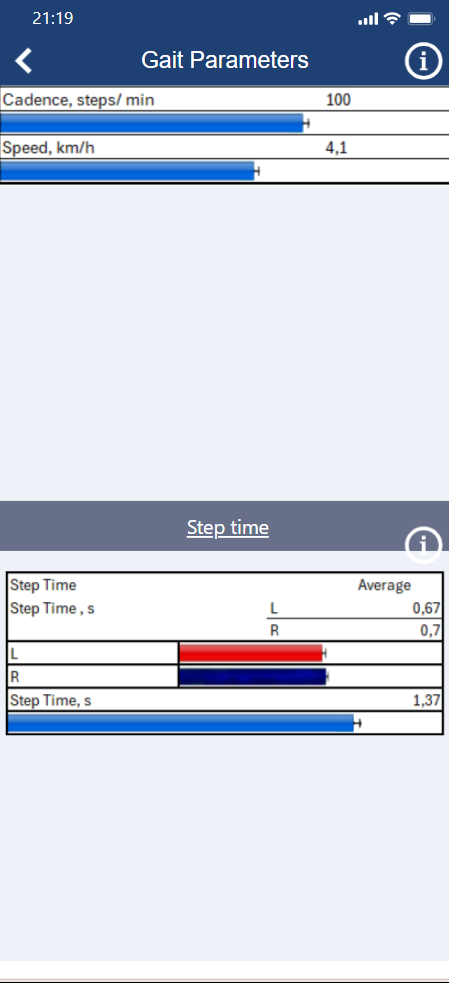 21:19
Gait Parameters
i
Cadence, steps/ min 100
Speed, km/h 4,1
Step time
i
Step Time Average
Step Time , s L 0,67
R 0,7
L
R
Step Time, s 1,37